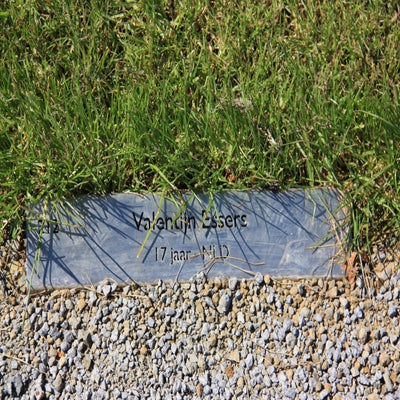 Valentijn Essers
17 jaar - NLD